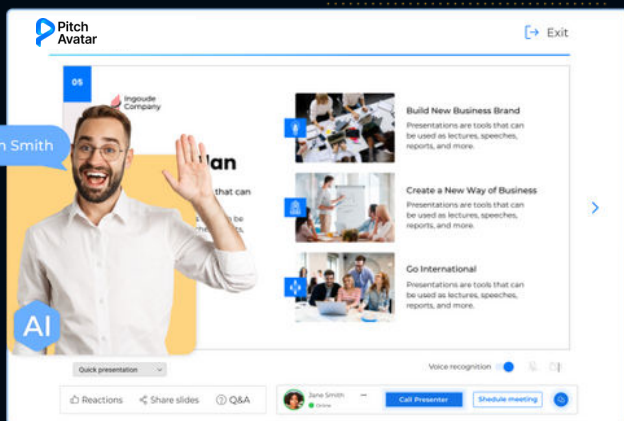 Pitch
Avatar
Exit
05
Ingoude
Company
Smith
lan
that can
be
Build New Business Brand
Presentations are tools that can
be used as lectures, speeches,
reports, and more.
Create a New Way of Business
Presentations are tools that can
be used as lectures, speeches,
reports, and more.
Go International
Presentations are tools that can
be used as lectures, speeches,
reports, and more.
AI
Quick presentation
Voice recognition
Reactions
Share slides
Q&A
Jane Smith
Online
Call Presenter
Shedule meeting